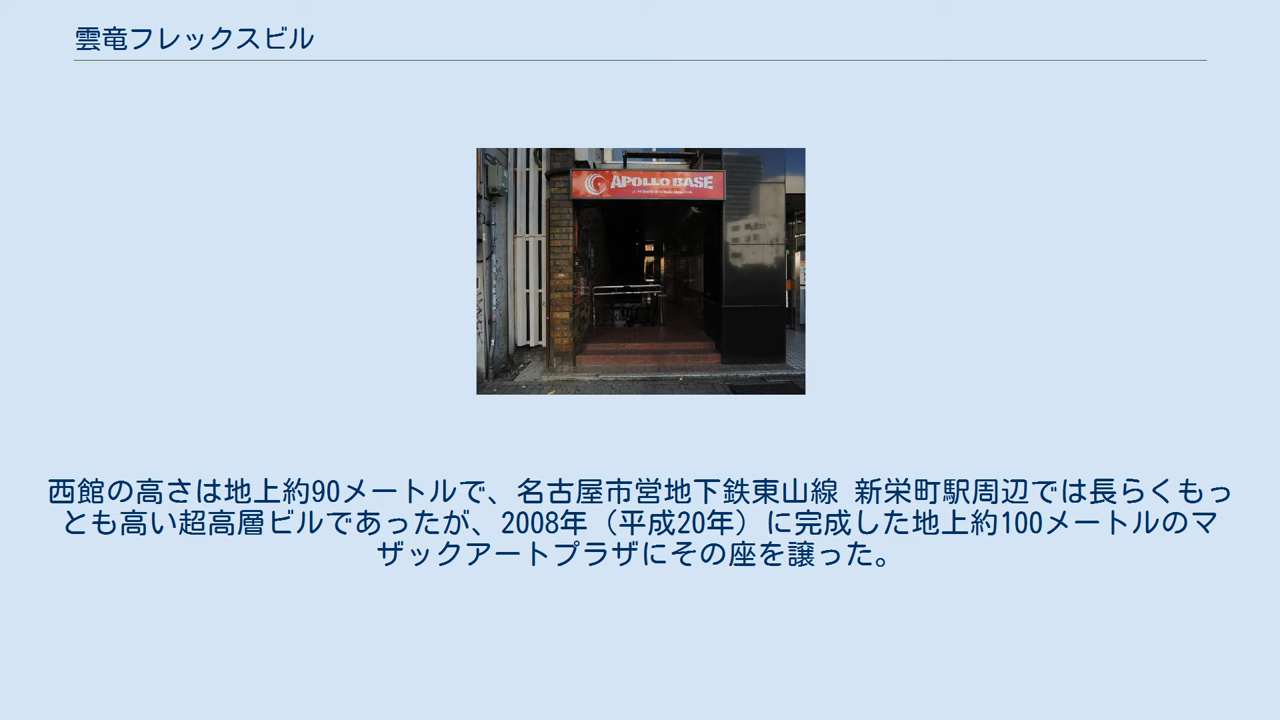 雲竜フレックスビル
APOLLO BASE
西館の高さは地上約90メートルで、名古屋市営地下鉄東山線 新栄町駅周辺では長らくもっ
とも高い超高層ビルであったが、2008年（平成20年）に完成した地上約100メートルのマ
ザックアートプラザにその座を譲った。